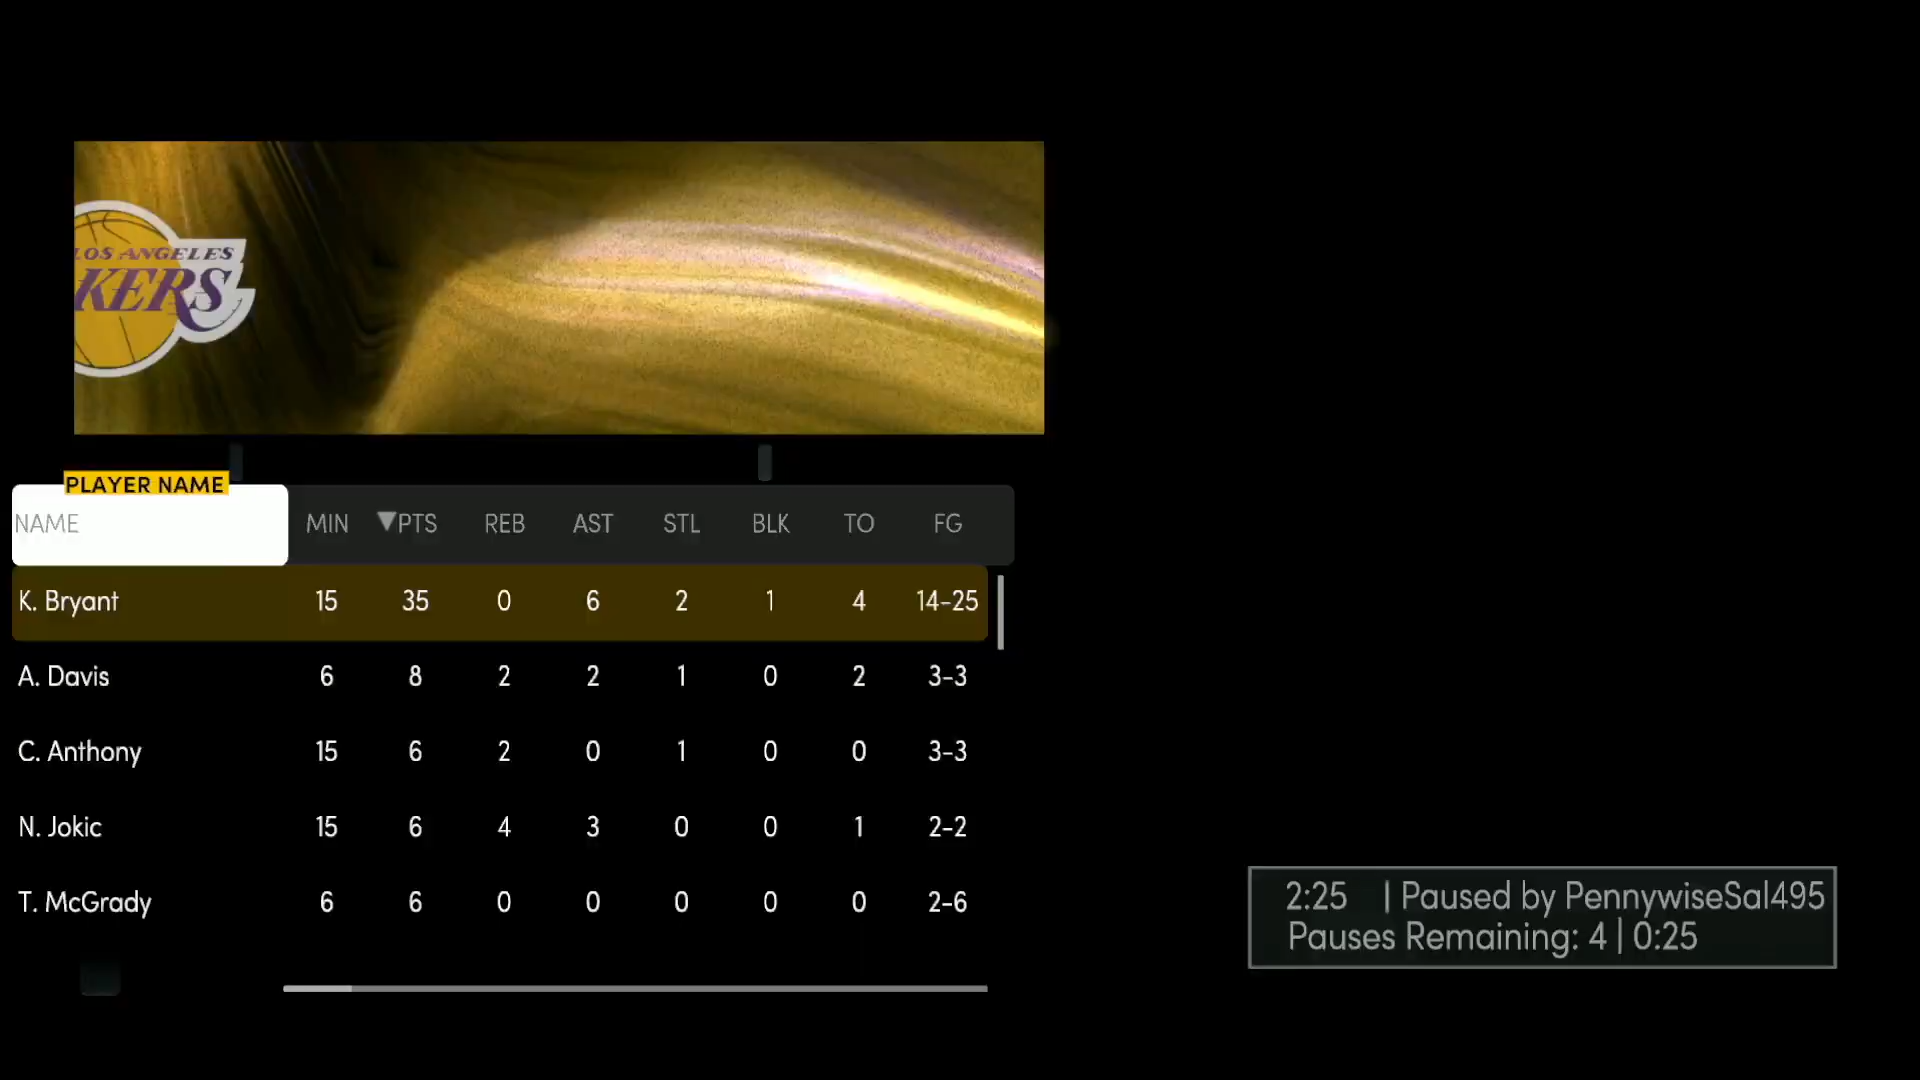 LOS ANGELES
KERS
PLAYER NAME
NAME MIN ▼PTS REB AST STL BLK TO FG
K. Bryant 15 35 0 6 2 1 4 14-25
A. Davis 6 8 2 2 1 0 2 3-3
C. Anthony 15 6 2 0 1 0 0 3-3
N. Jokic 15 6 4 3 0 0 1 2-2
T. McGrady 6 6 0 0 0 0 0 2-6
2:25 | Paused by PennywiseSal495
Pauses Remaining: 4 | 0:25